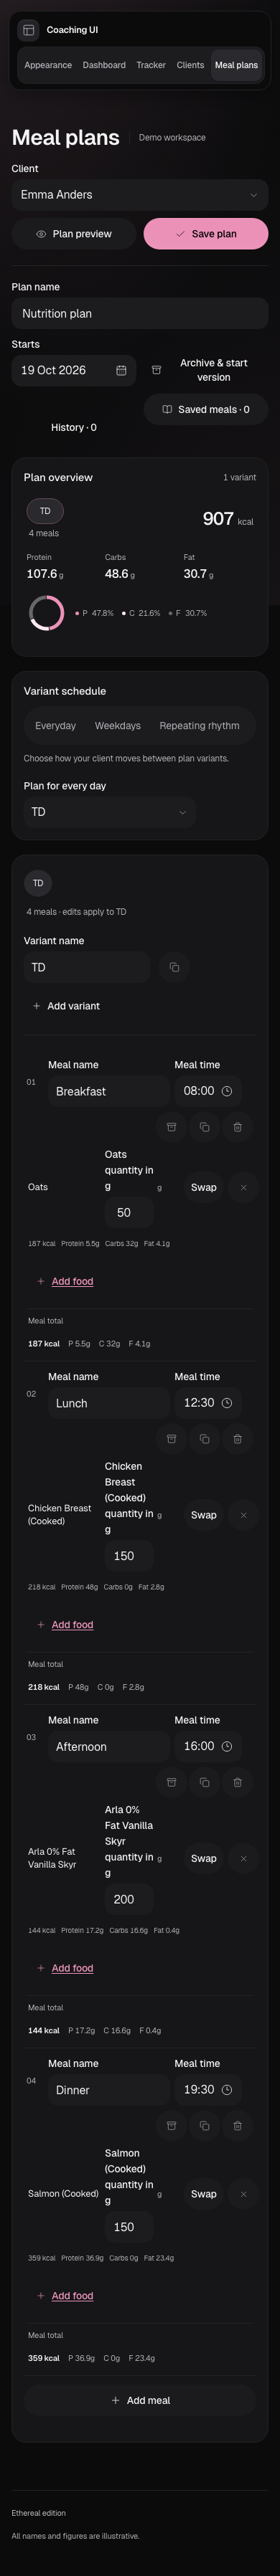 Coaching UI
Appearance Dashboard Tracker Clients Meal plans
Meal plans Demo workspace
Client
Emma Anders
Plan preview Save plan
Plan name
Nutrition plan
Starts
19 Oct 2026
Archive & start
version
Saved meals · 0
History · 0
Plan overview 1 variant
TD
4 meals
907 kcal
Protein Carbs Fat
107.6 g 48.6 g 30.7 g
P 47.8% C 21.6% F 30.7%
Variant schedule
Everyday Weekdays Repeating rhythm
Choose how your client moves between plan variants.
Plan for every day
TD
TD
4 meals · edits apply to TD
Variant name
TD
Add variant
Meal name Meal time
01 Breakfast 08:00
Oats
Oats
quantity in
g
50
g Swap
187 kcal Protein 5.5g Carbs 32g Fat 4.1g
Add food
Meal total
187 kcal P 5.5g C 32g F 4.1g
Meal name Meal time
02 Lunch 12:30
Chicken Breast
(Cooked)
Chicken
Breast
(Cooked)
quantity in
g
150
g Swap
218 kcal Protein 48g Carbs 0g Fat 2.8g
Add food
Meal total
218 kcal P 48g C 0g F 2.8g
Meal name Meal time
03 Afternoon 16:00
Arla 0% Fat
Vanilla Skyr
Arla 0%
Fat Vanilla
Skyr
quantity in
g
200
g Swap
144 kcal Protein 17.2g Carbs 16.6g Fat 0.4g
Add food
Meal total
144 kcal P 17.2g C 16.6g F 0.4g
Meal name Meal time
04 Dinner 19:30
Salmon (Cooked)
Salmon
(Cooked)
quantity in
g
150
g Swap
359 kcal Protein 36.9g Carbs 0g Fat 23.4g
Add food
Meal total
359 kcal P 36.9g C 0g F 23.4g
Add meal
Ethereal edition
All names and figures are illustrative.